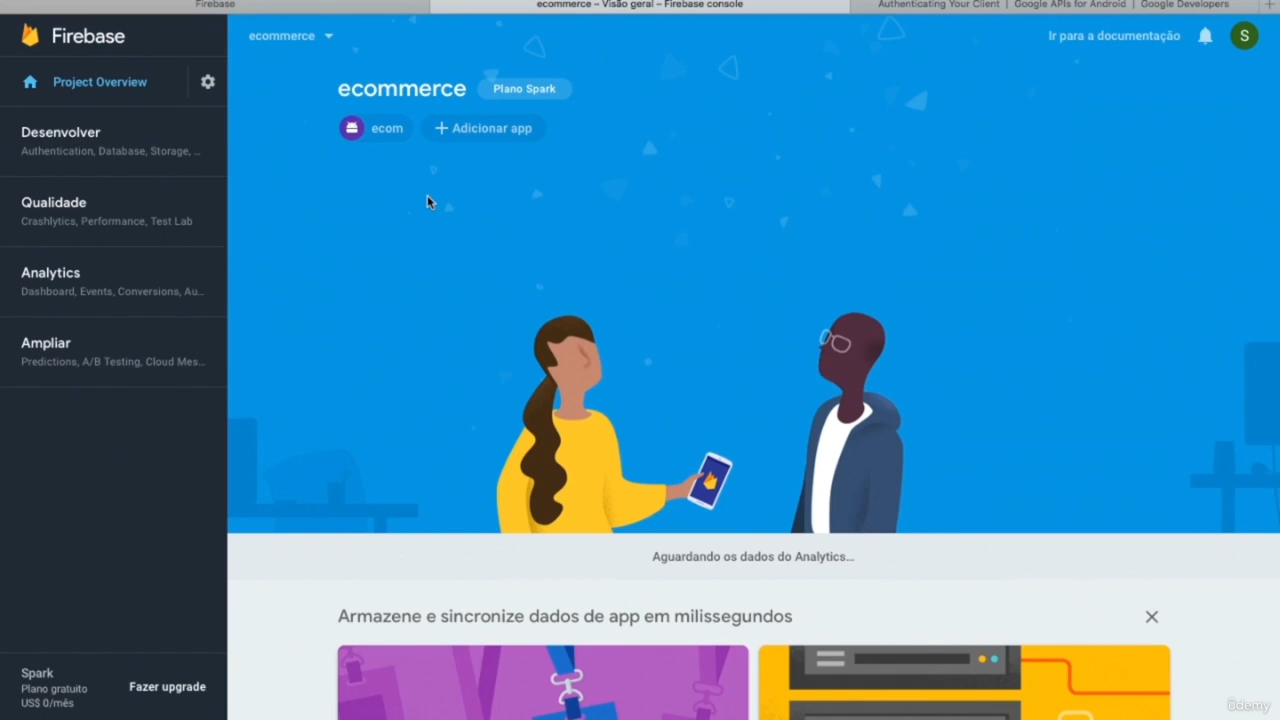 Firebase
ecommerce – Visão geral – Firebase console
Authenticating Your Client | Google APIs for Android | Google Developers
Firebase
ecommerce
Ir para a documentação
S
Project Overview
ecommerce
Plano Spark
ecom
Adicionar app
Desenvolver
Authentication, Database, Storage, ...
Qualidade
Crashlytics, Performance, Test Lab
Analytics
Dashboard, Events, Conversions, Au...
Ampliar
Predictions, A/B Testing, Cloud Mes...
Aguardando os dados do Analytics...
Armazene e sincronize dados de app em milissegundos
Spark
Plano gratuito
US$ 0/mês
Fazer upgrade
ûdemy